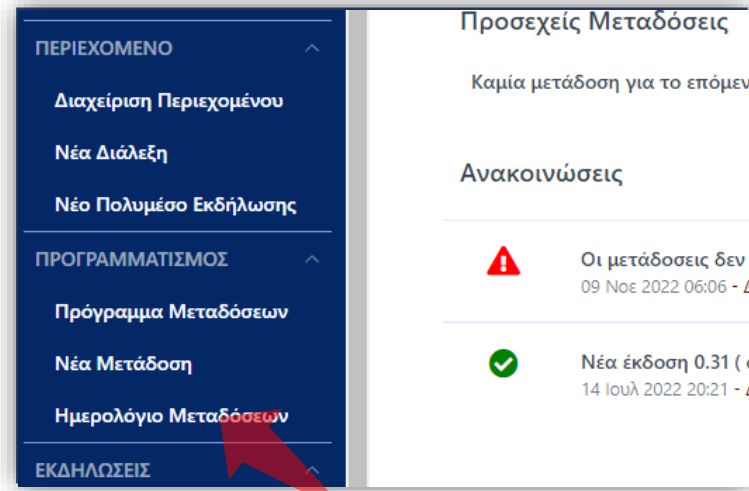 ΠΕΡΙΕΧΟΜΕΝΟ
Διαχείριση Περιεχομένου
Νέα Διάλεξη
Νέο Πολυμέσο Εκδήλωσης
ΠΡΟΓΡΑΜΜΑΤΙΣΜΟΣ
Πρόγραμμα Μεταδόσεων
Νέα Μετάδοση
Ημερολόγιο Μεταδόσεων
ΕΚΔΗΛΩΣΕΙΣ
Προσεχείς Μεταδόσεις
Καμία μετάδοση για το
Ανακοινώσεις
Οι μετάδοσεις δεν
09 Νοε 2022 06:06 -
Νέα έκδοση 0.31 (
14 Ιουλ 2022 20:21 -